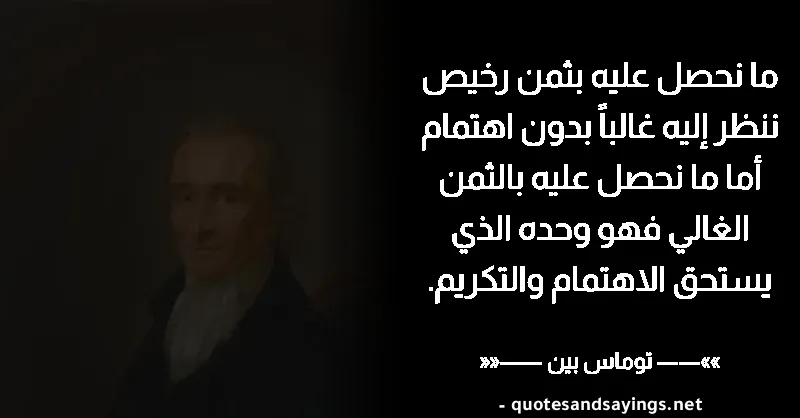 ما نحصل عليه بثمن رخيص
ننظر إليه غالباً بدون اهتمام
أما ما نحصل عليه بالثمن
الغالي فهو وحده الذي
يستحق الاهتمام والتكريم.
»»—— توماس بين ——««
- quotesandsayings.net